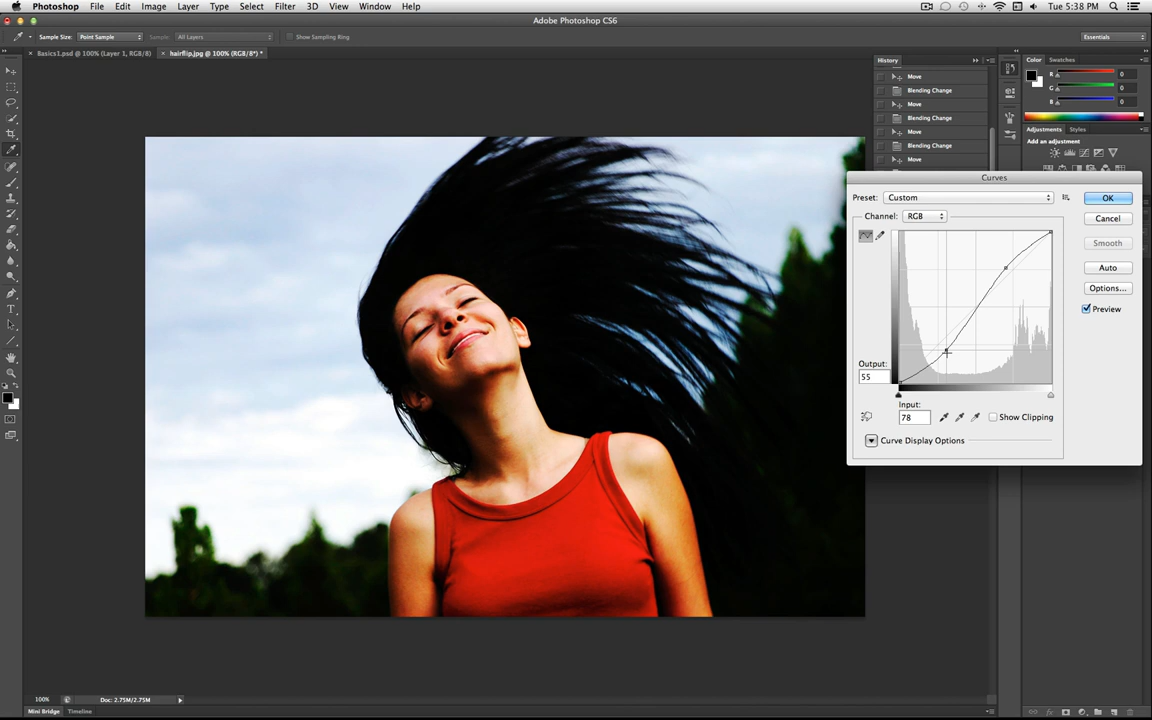 Photoshop File Edit Image Layer Type Select Filter 3D View Window Help Tue 5:38 PM
Adobe Photoshop CS6
Sample Size: Point Sample Sample: All Layers Show Sampling Ring Essentials
× Basics1.psd @ 100% (Layer 1, RGB/8) × hairflip.jpg @ 100% (RGB/8*) *
History
Move
Blending Change
Move
Blending Change
Move
Blending Change
Move
Color Swatches
R 0
G 0
B 0
Adjustments Styles
Add an adjustment
Curves
Preset: Custom
Channel: RGB
OK
Cancel
Smooth
Auto
Options...
Preview
Output:
55
Input:
78
Show Clipping
Curve Display Options
100% Doc: 2.75M/2.75M
Mini Bridge Timeline